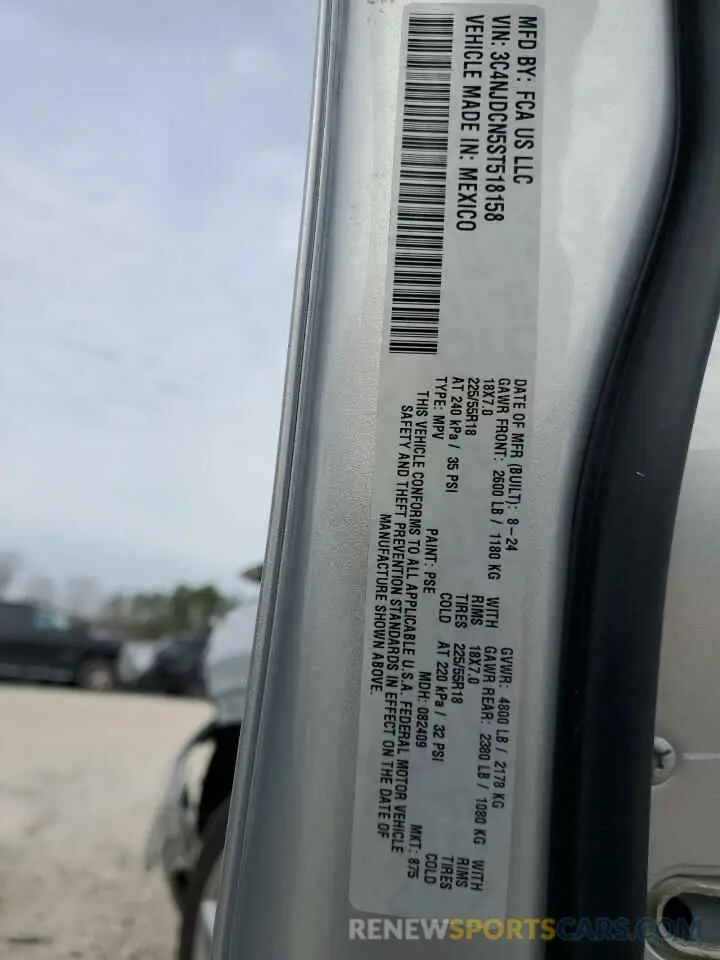 MFD BY: FCA US LLC
VIN: 3C4NJDCN5ST518158
VEHICLE MADE IN: MEXICO
DATE OF MFR (BUILT): 8-24 GVWR: 4800 LB / 2178 KG
GAWR FRONT: 2600 LB / 1180 KG WITH GAWR REAR: 2380 LB / 1080 KG WITH
18X7.0 RIMS 18X7.0 RIMS
225/55R18 TIRES 225/55R18 TIRES
AT 240 kPa / 35 PSI COLD AT 220 kPa / 32 PSI COLD
TYPE: MPV PAINT: PSE MDH: 082409 MKT: 875
THIS VEHICLE CONFORMS TO ALL APPLICABLE U.S.A. FEDERAL MOTOR VEHICLE
SAFETY AND THEFT PREVENTION STANDARDS IN EFFECT ON THE DATE OF
MANUFACTURE SHOWN ABOVE.
RENEWSPORTSCARS.COM